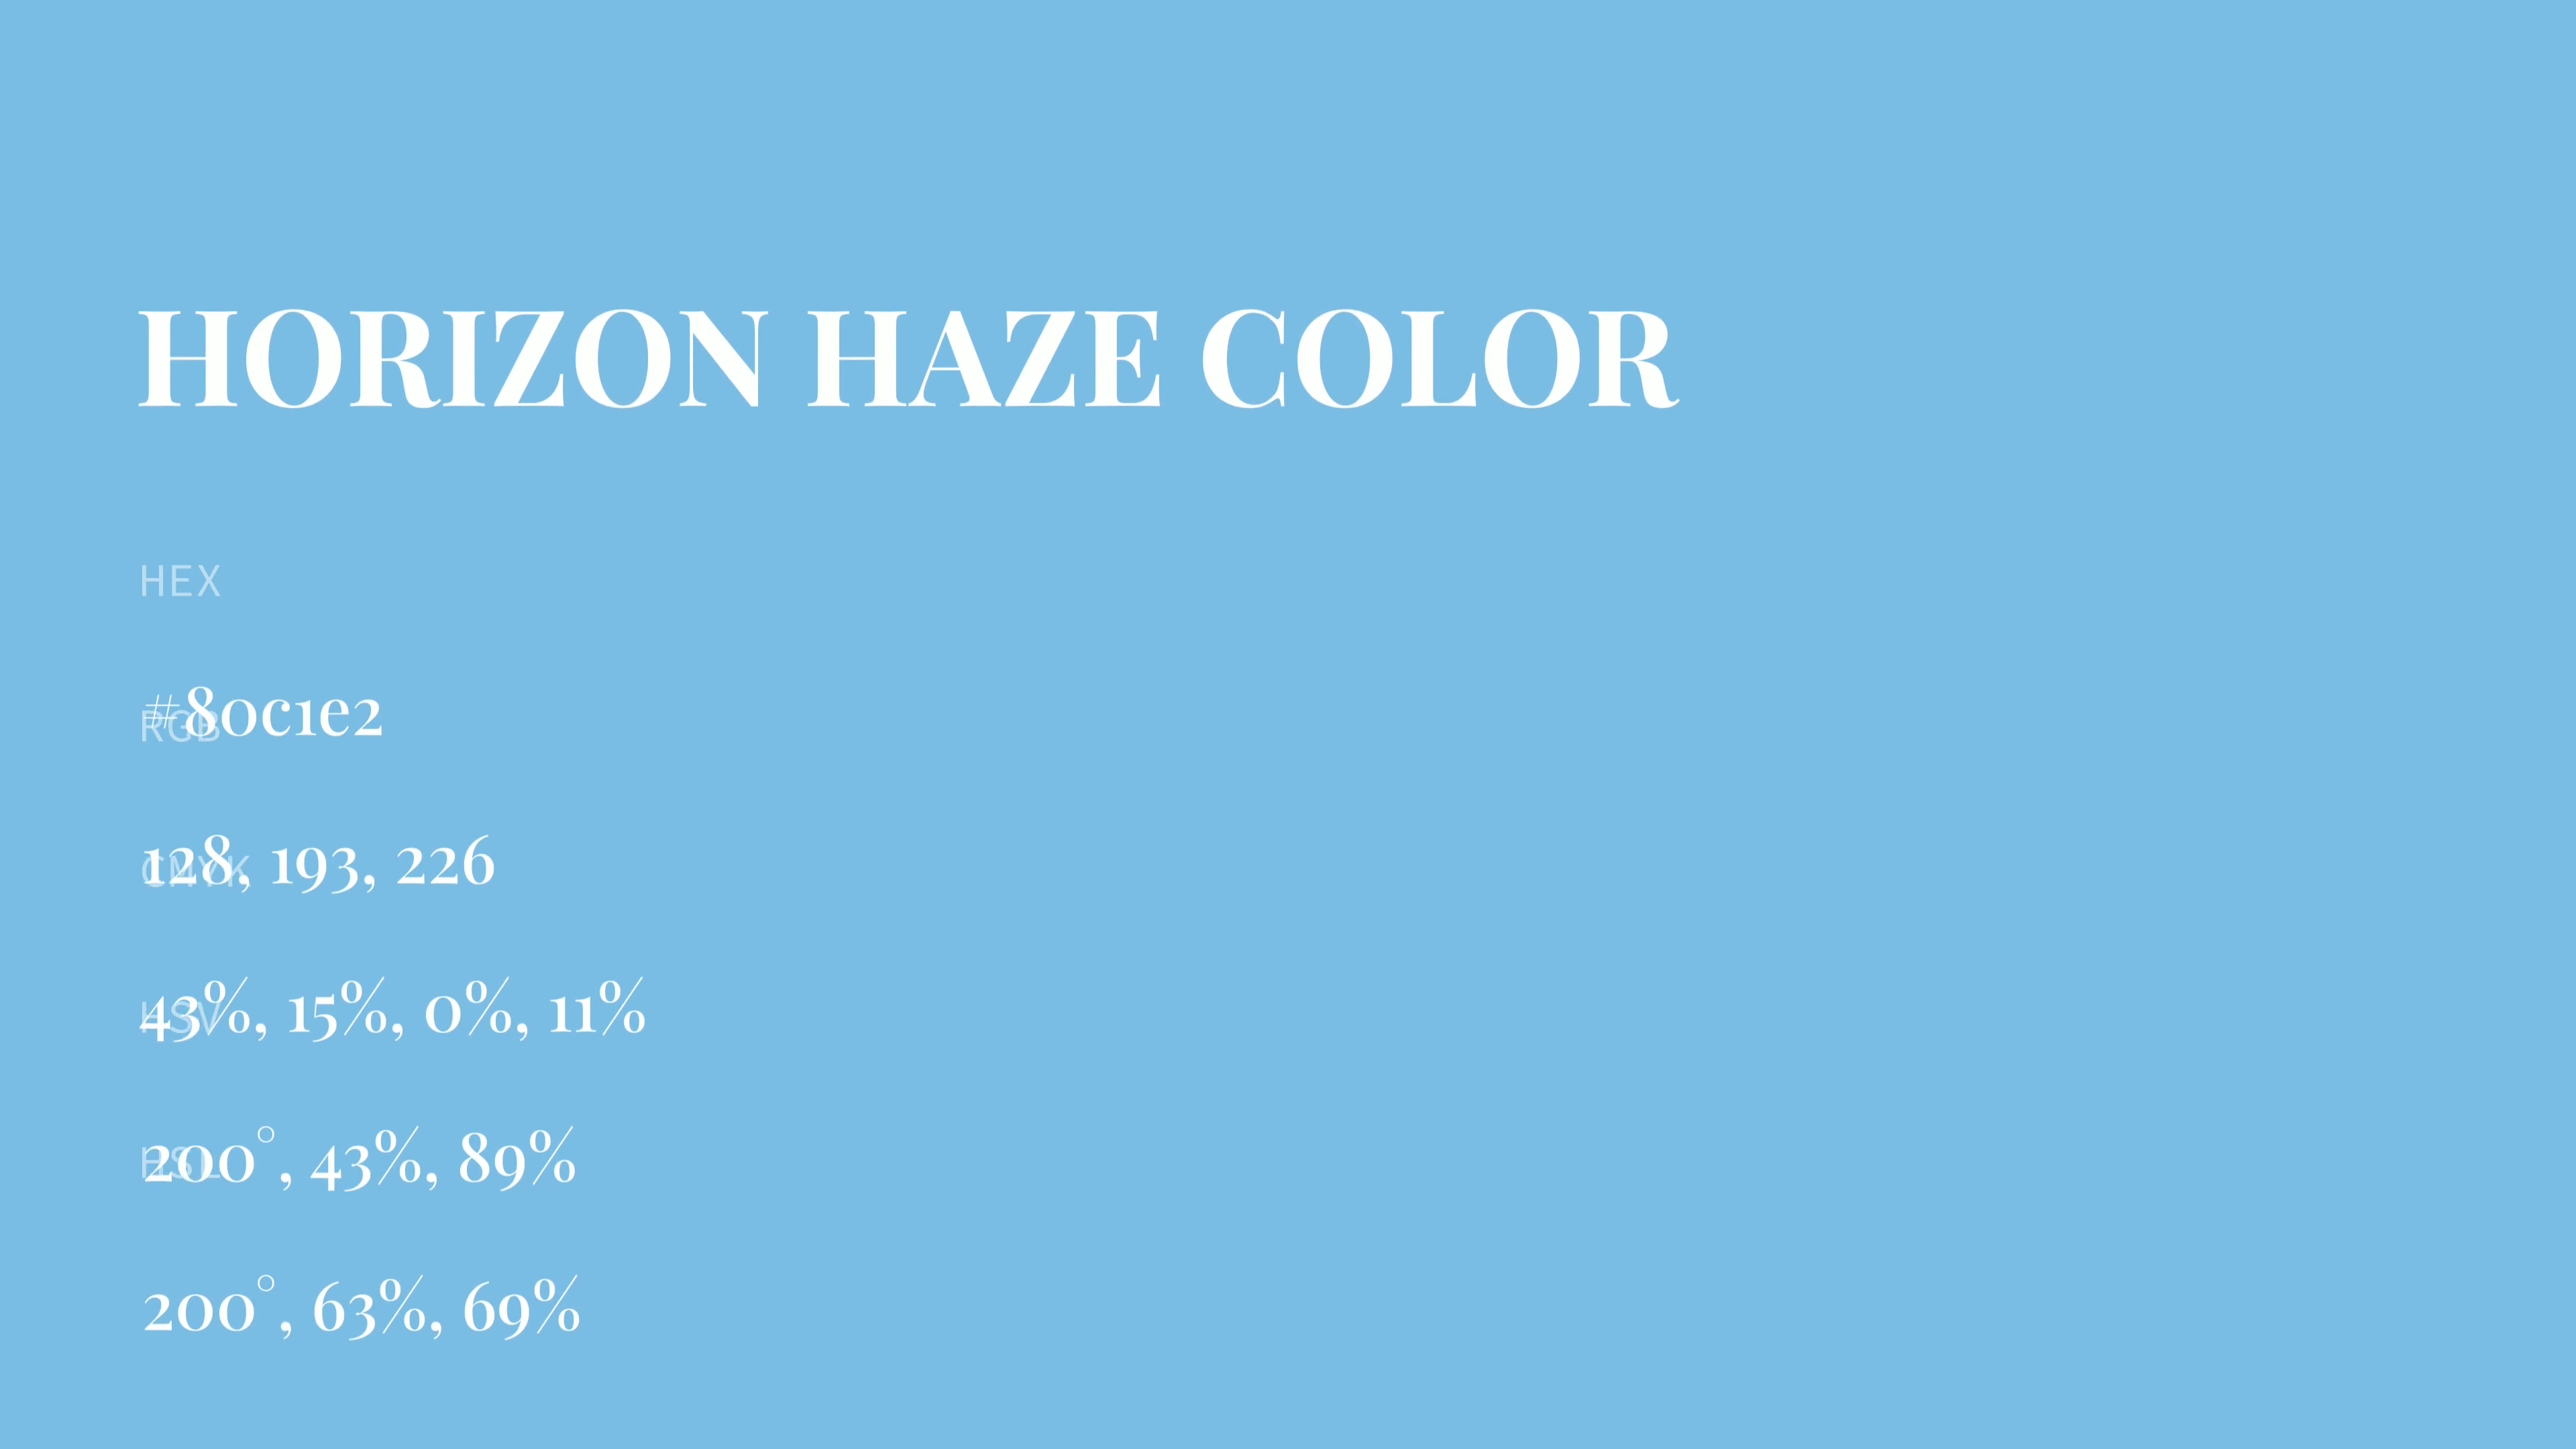 HORIZON HAZE COLOR
HEX
#80c1e2
RGB
128, 193, 226
CMYK
43%, 15%, 0%, 11%
HSV
200°, 43%, 89%
HSL
200°, 63%, 69%